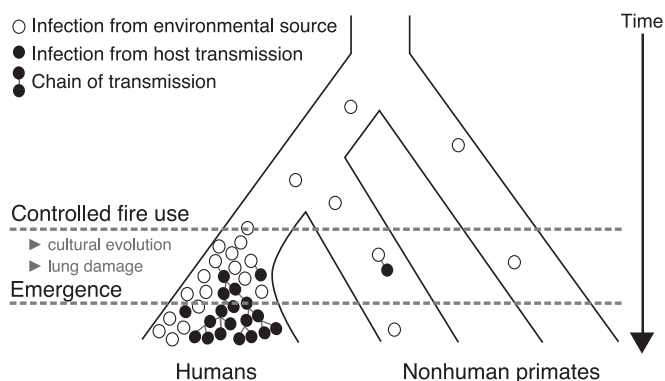 Infection from environmental source
Time
Infection from host transmission
Chain of transmission
Controlled fire use
► cultural evolution
► lung damage
Emergence
Humans
Nonhuman primates